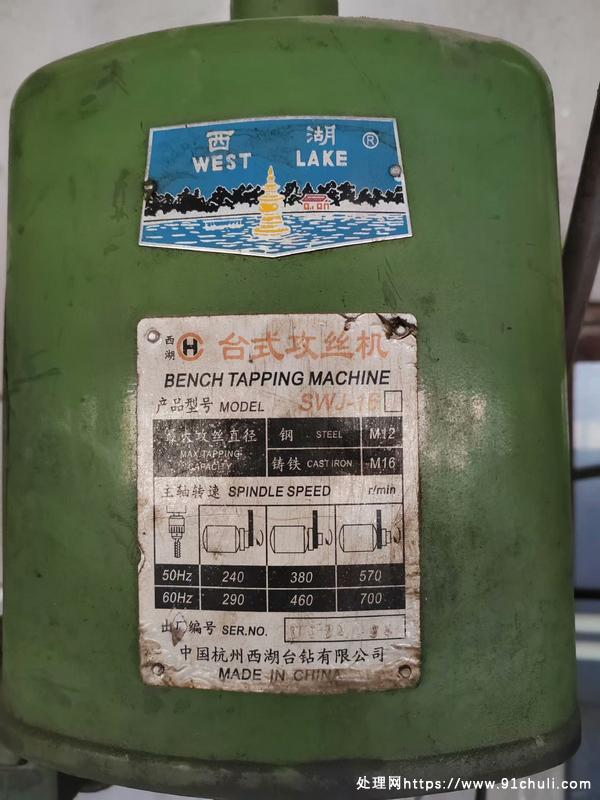 西湖 ®
WEST LAKE
西湖 台式攻丝机
BENCH TAPPING MACHINE
产品型号 MODEL SWJ-16
最大攻丝直径 钢 STEEL M12
MAX TAPPING CAPACITY 铸铁 CAST IRON M16
主轴转速 SPINDLE SPEED r/min
50Hz 240 380 570
60Hz 290 460 700
出厂编号 SER.NO.
中国杭州西湖台钻有限公司
MADE IN CHINA
处理网https://www.91chuli.com